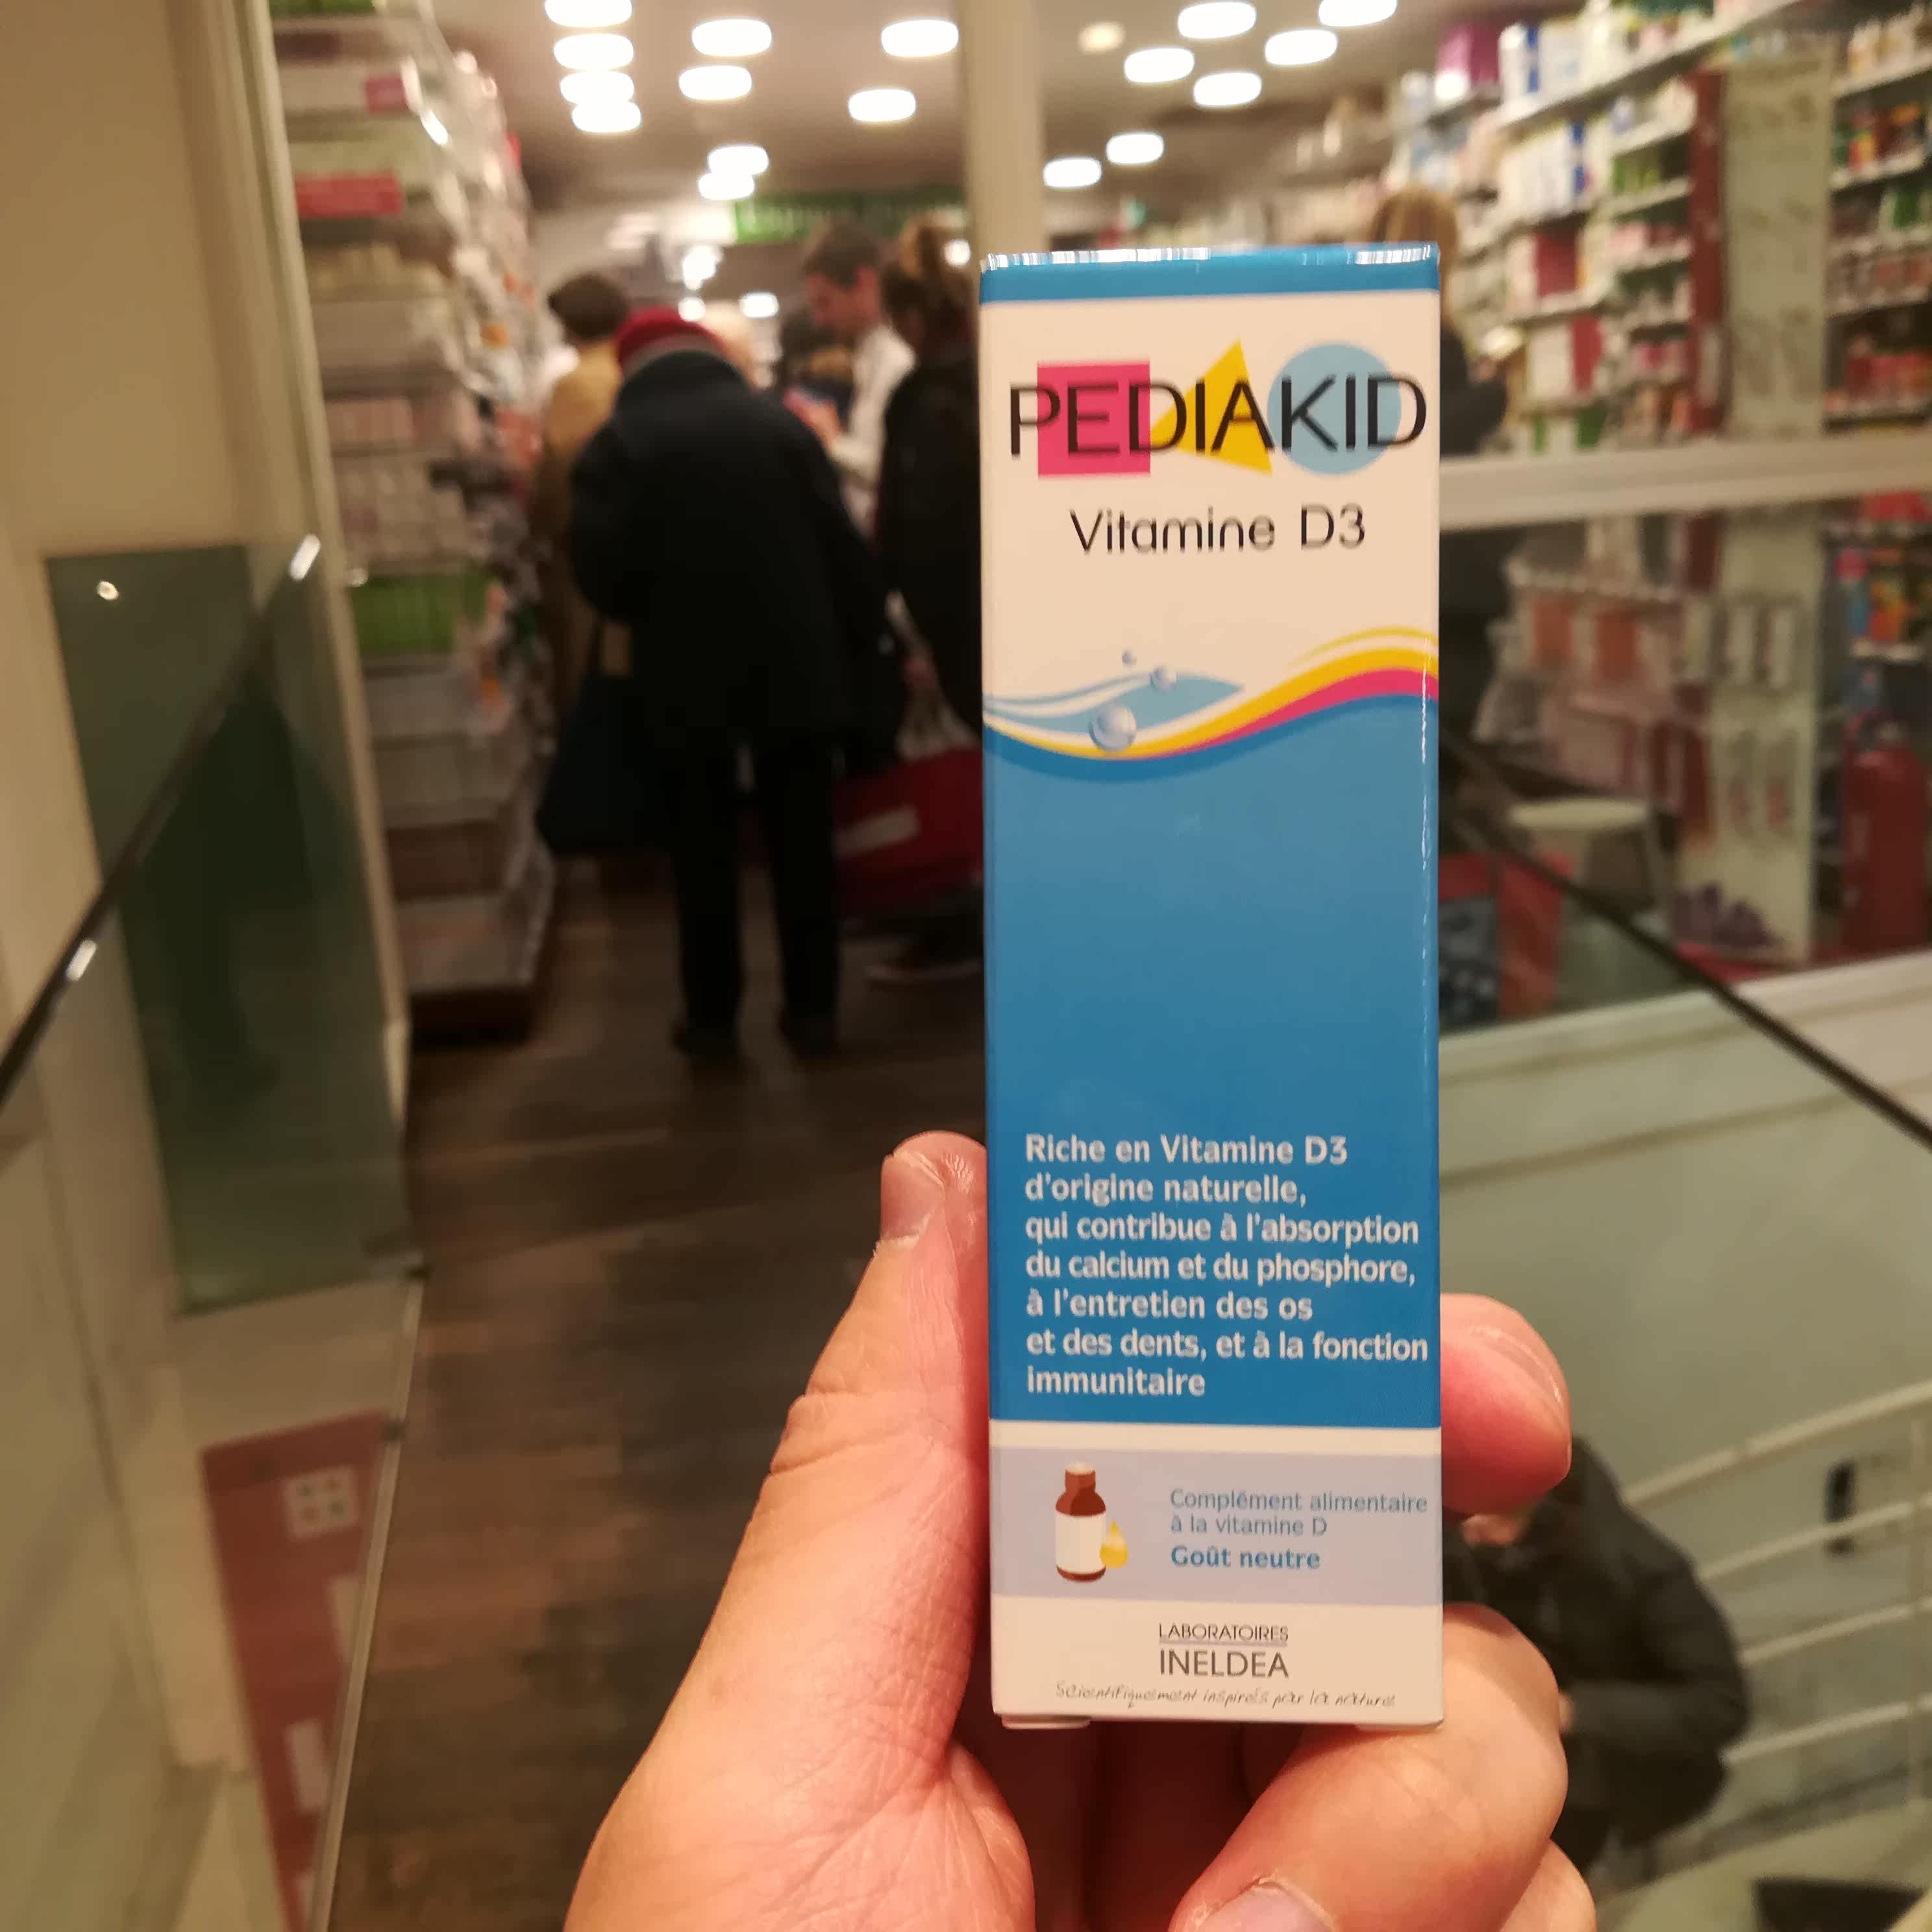 PEDIAKID
Vitamine D3
Riche en Vitamine D3
d'origine naturelle,
qui contribue à l'absorption
du calcium et du phosphore,
à l'entretien des os
et des dents, et à la fonction
immunitaire
Complément alimentaire
à la vitamine D
Goût neutre
LABORATOIRES
INELDEA
Scientifiquement inspirés par la nature